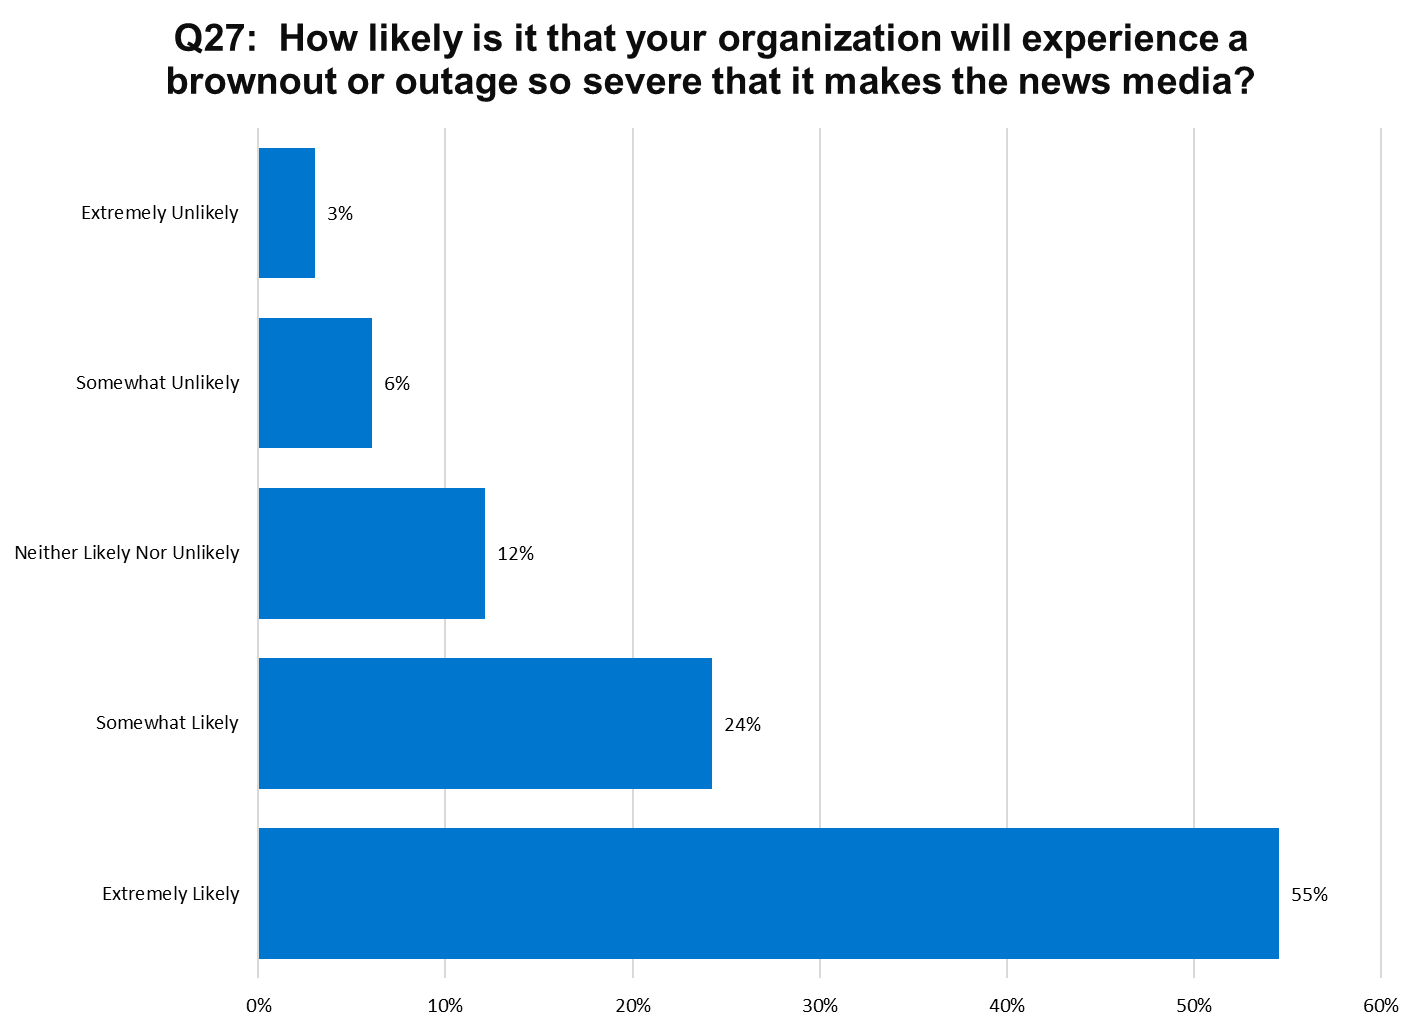 Q27:  How likely is it that your organization will experience a
brownout or outage so severe that it makes the news media?
Extremely Unlikely
3%
Somewhat Unlikely
6%
Neither Likely Nor Unlikely
12%
Somewhat Likely
24%
Extremely Likely
55%
0%
10%
20%
30%
40%
50%
60%